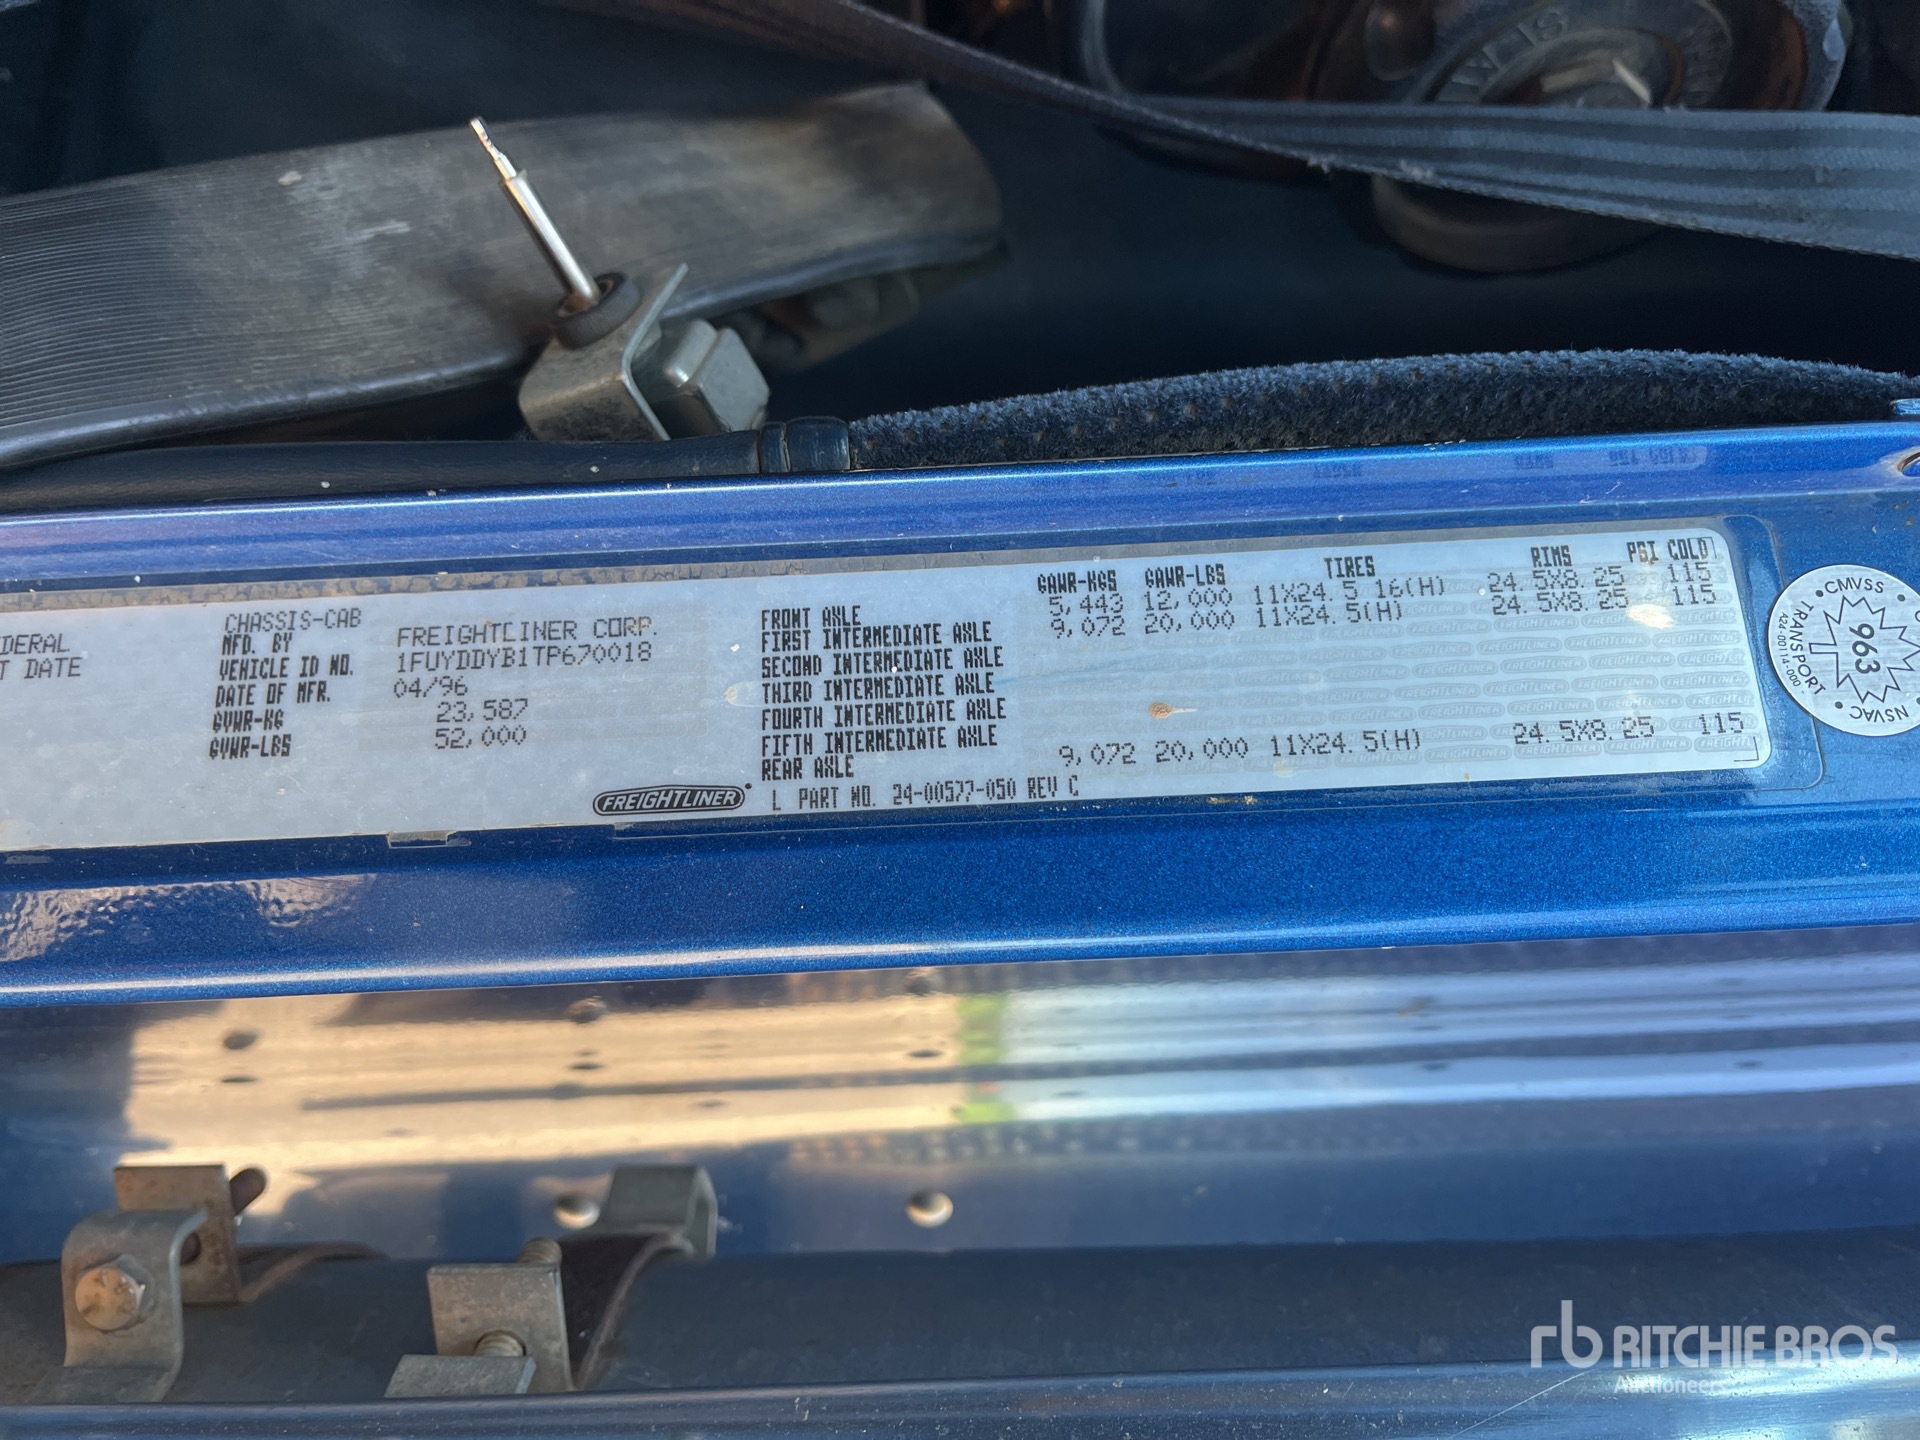 DERAL
T DATE
CHASSIS-CAB
MFD. BY FREIGHTLINER CORP.
VEHICLE ID NO. 1FUYDDYB1TP670018
DATE OF MFR. 04/96
GVWR-KG 23,587
GVWR-LBS 52,000
FREIGHTLINER
GAWR-KGS GAWR-LBS TIRES RIMS PSI COLD
FRONT AXLE 5,443 12,000 11X24.5 16(H) 24.5X8.25 115
FIRST INTERMEDIATE AXLE 9,072 20,000 11X24.5(H) 24.5X8.25 115
SECOND INTERMEDIATE AXLE
THIRD INTERMEDIATE AXLE
FOURTH INTERMEDIATE AXLE
FIFTH INTERMEDIATE AXLE
REAR AXLE 9,072 20,000 11X24.5(H) 24.5X8.25 115
L PART NO. 24-00577-050 REV C
CMVSS
TRANSPORT
A24-00114-000
963
NSVAC
rb RITCHIE BROS
Auctioneers